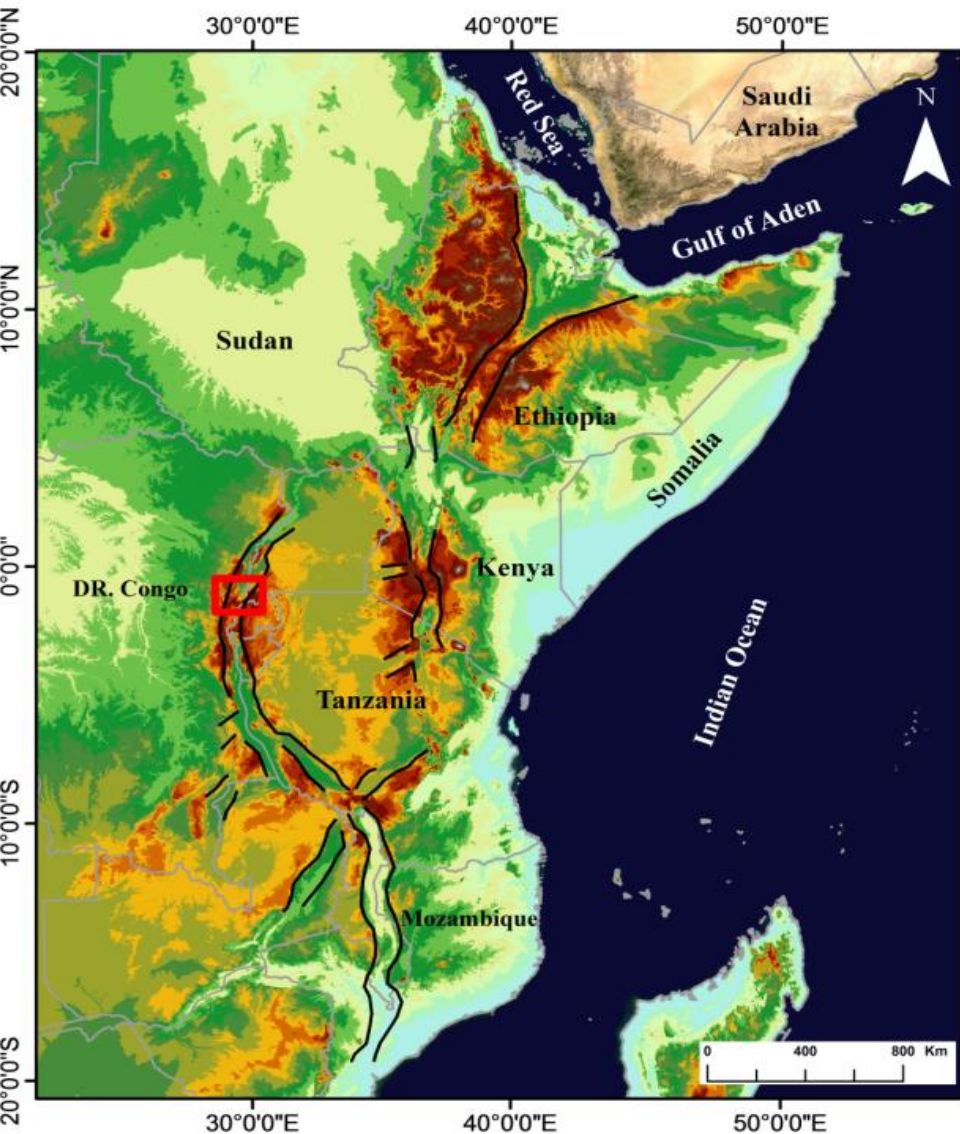 30°0'0"E 40°0'0"E 50°0'0"E
20°0'0"N
Red Sea
Saudi
Arabia
N
Gulf of Aden
10°0'0"N
Sudan
Ethiopia
Somalia
0°0'0"
DR. Congo
Kenya
Indian Ocean
Tanzania
10°0'0"S
Mozambique
0 400 800 Km
20°0'0"S
30°0'0"E 40°0'0"E 50°0'0"E